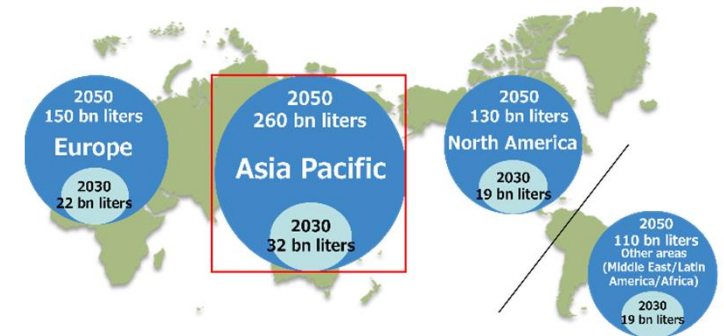 2050
150 bn liters
Europe
2030
22 bn liters
2050
260 bn liters
Asia Pacific
2030
32 bn liters
2050
130 bn liters
North America
2030
19 bn liters
2050
110 bn liters
Other areas
(Middle East/Latin
America/Africa)
2030
19 bn liters